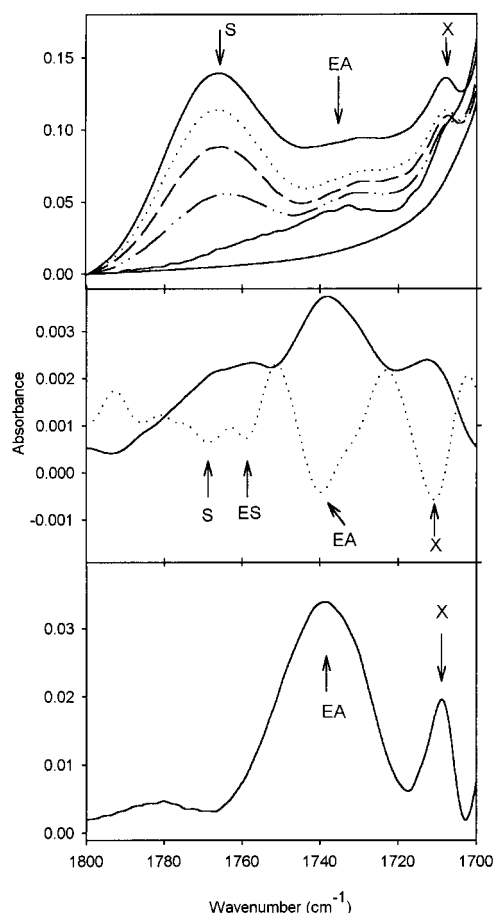 S
EA
X
0.15
0.10
0.05
0.00
0.003
0.002
0.001
0.000
-0.001
Absorbance
S
ES
EA
X
0.03
0.02
0.01
0.00
EA
X
1800 1780 1760 1740 1720 1700
Wavenumber (cm-1)